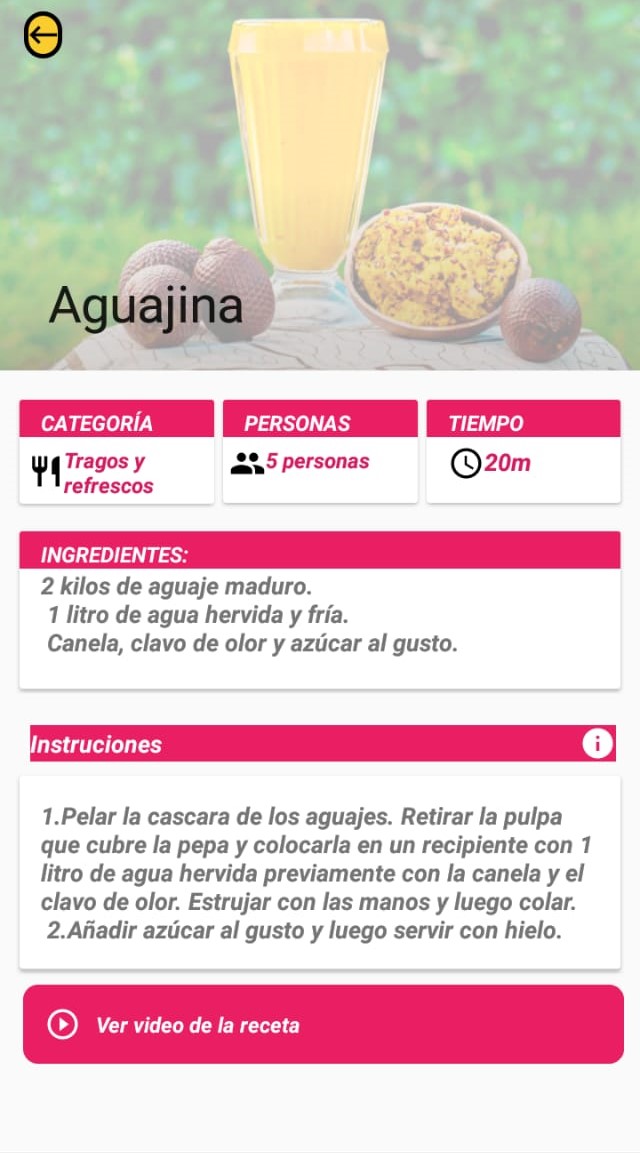 Aguajina
CATEGORÍA
Tragos y
refrescos
PERSONAS
5 personas
TIEMPO
20m
INGREDIENTES:
2 kilos de aguaje maduro.
1 litro de agua hervida y fría.
Canela, clavo de olor y azúcar al gusto.
Instruciones
1.Pelar la cascara de los aguajes. Retirar la pulpa
que cubre la pepa y colocarla en un recipiente con 1
litro de agua hervida previamente con la canela y el
clavo de olor. Estrujar con las manos y luego colar.
2.Añadir azúcar al gusto y luego servir con hielo.
Ver video de la receta